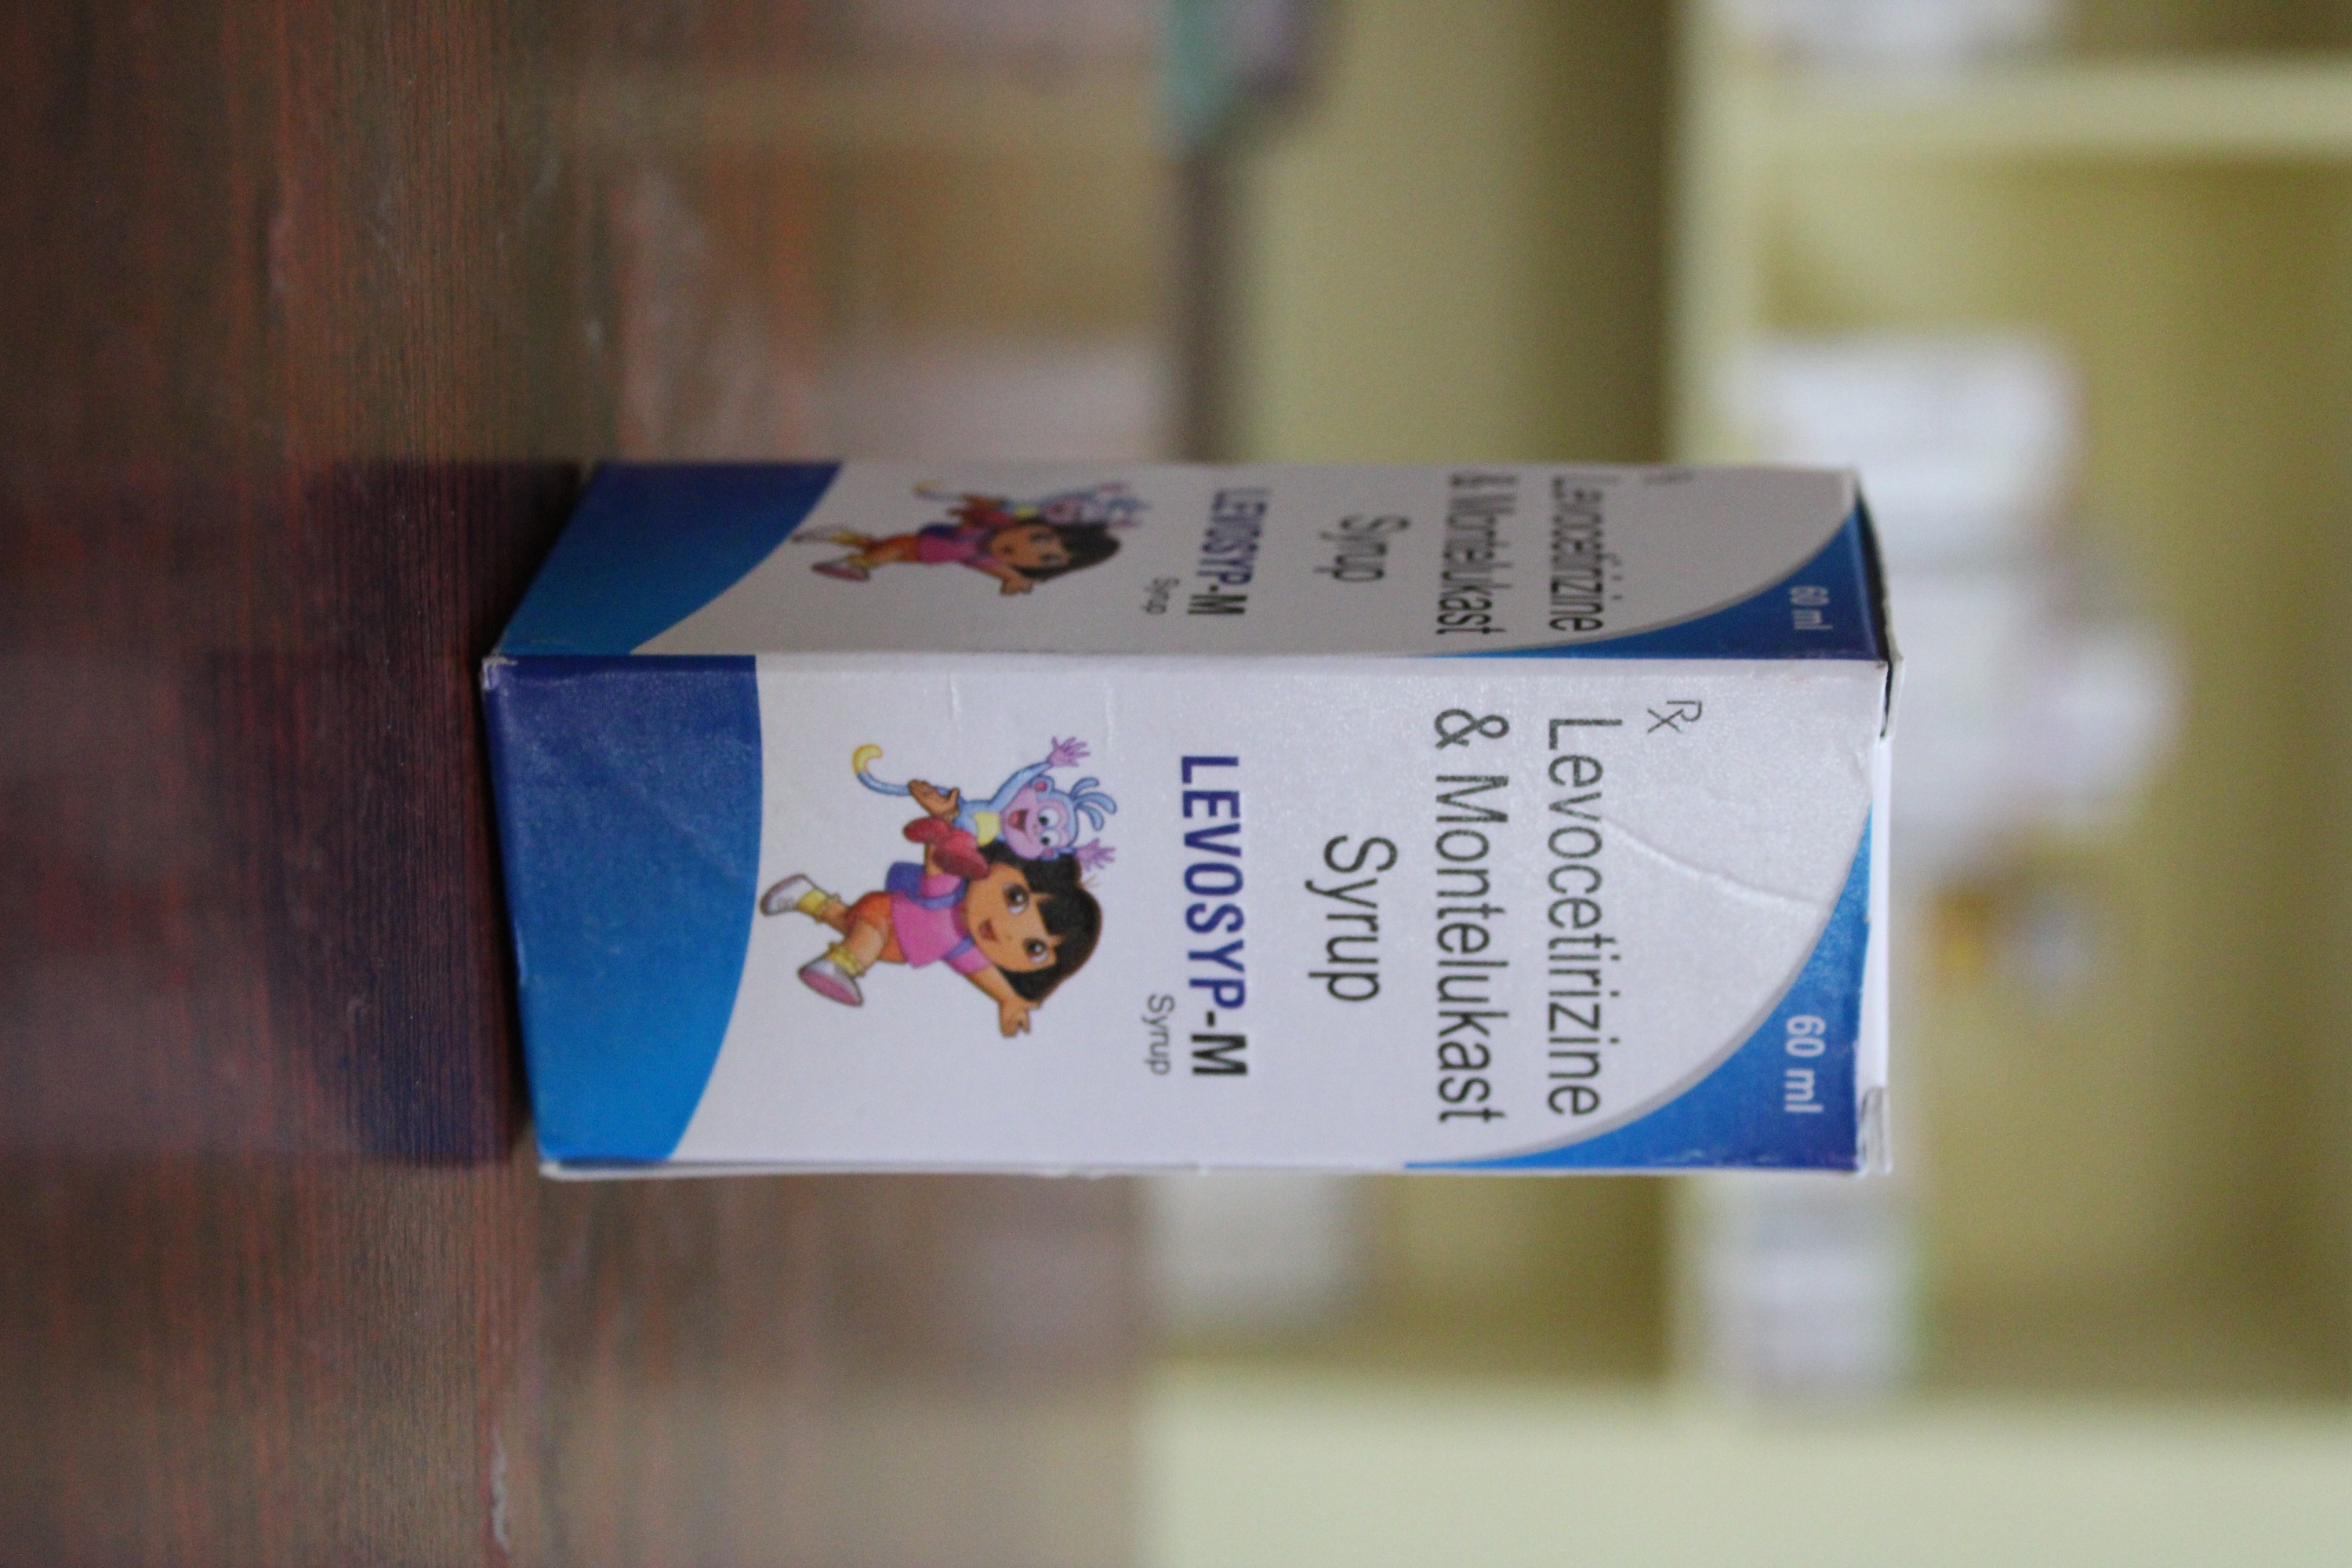 Rx
Levocetirizine
& Montelukast
Syrup
LEVOSYP-M
Syrup
60 ml
Levocetirizine
& Montelukast
Syrup
LEVOSYP-M
Syrup
60 ml